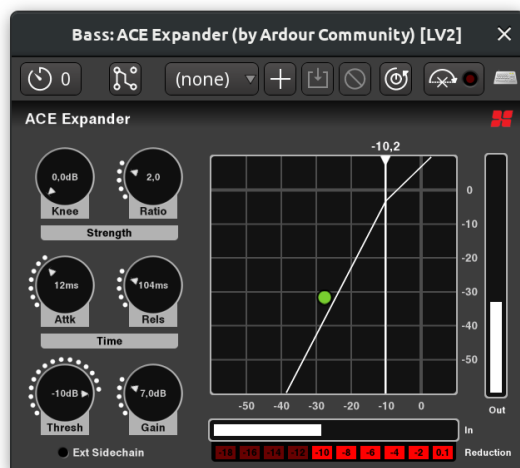 Bass: ACE Expander (by Ardour Community) [LV2]
0
(none)
ACE Expander
-10,2
0,0dB
2,0
Knee
Ratio
Strength
0
-10
-20
-30
-40
-50
12ms
104ms
Attk
Rels
Time
-10dB
7,0dB
Thresh
Gain
-50 -40 -30 -20 -10 0
Out
In
Ext Sidechain
-18 -16 -14 -12 -10 -8 -6 -4 -2 0.1
Reduction